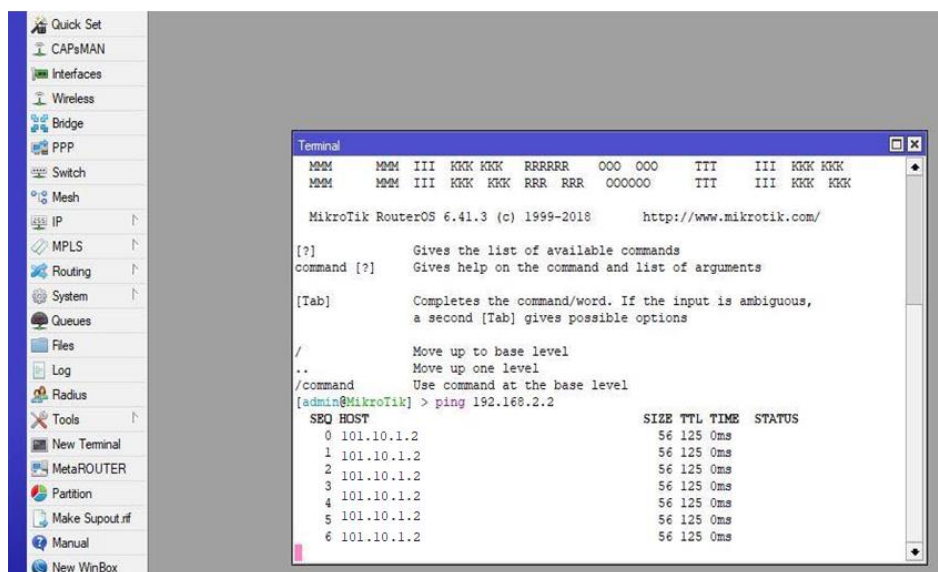 Quick Set
CAPsMAN
Interfaces
Wireless
Bridge
PPP
Switch
Mesh
IP
MPLS
Routing
System
Queues
Files
Log
Radius
Tools
New Terminal
MetaROUTER
Partition
Make Supout.rif
Manual
New WinBox
Terminal
MMM MMM III KKK KKK RRRRRR OOO OOO TTT III KKK KKK
MMM MMM III KKK KKK RRR RRR OOOOOO TTT III KKK KKK
MikroTik RouterOS 6.41.3 (c) 1999-2018 http://www.mikrotik.com/
[?] Gives the list of available commands
command [?] Gives help on the command and list of arguments
[Tab] Completes the command/word. If the input is ambiguous,
a second [Tab] gives possible options
/ Move up to base level
.. Move up one level
/command Use command at the base level
[admin@MikroTik] > ping 192.168.2.2
SEQ HOST SIZE TTL TIME STATUS
0 101.10.1.2 56 125 0ms
1 101.10.1.2 56 125 0ms
2 101.10.1.2 56 125 0ms
3 101.10.1.2 56 125 0ms
4 101.10.1.2 56 125 0ms
5 101.10.1.2 56 125 0ms
6 101.10.1.2 56 125 0ms